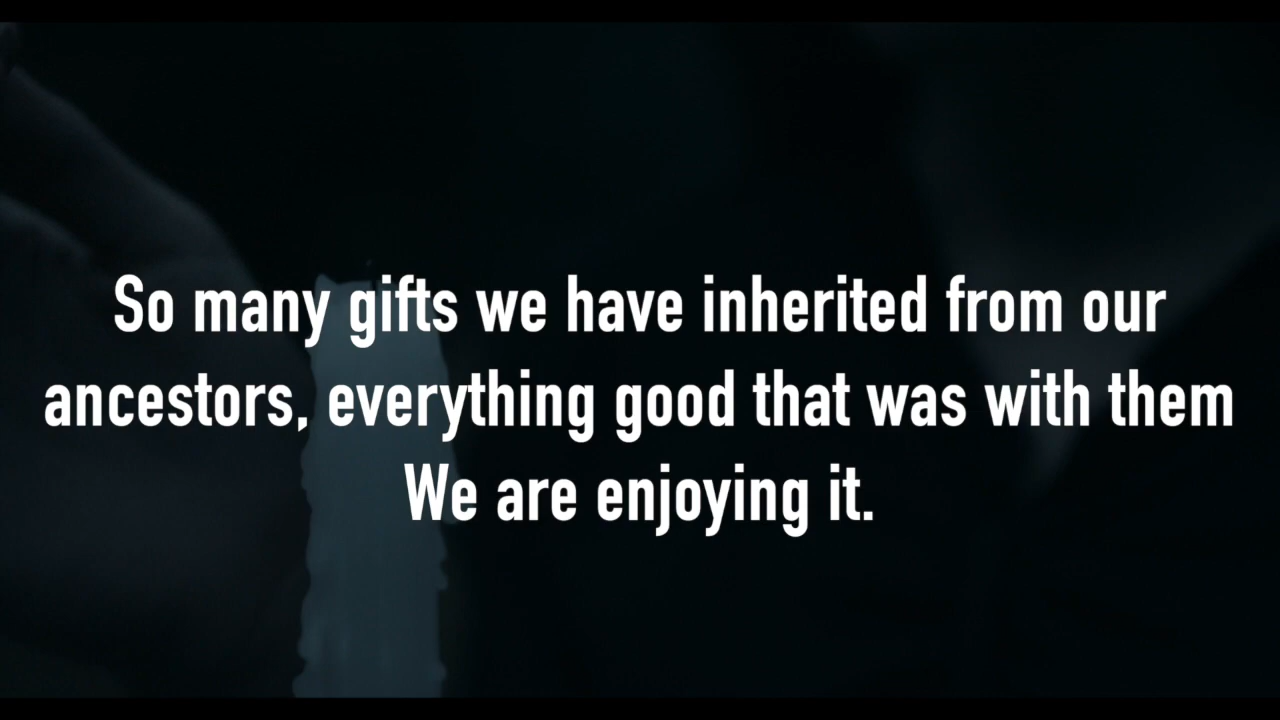 So many gifts we have inherited from our
ancestors, everything good that was with them
We are enjoying it.